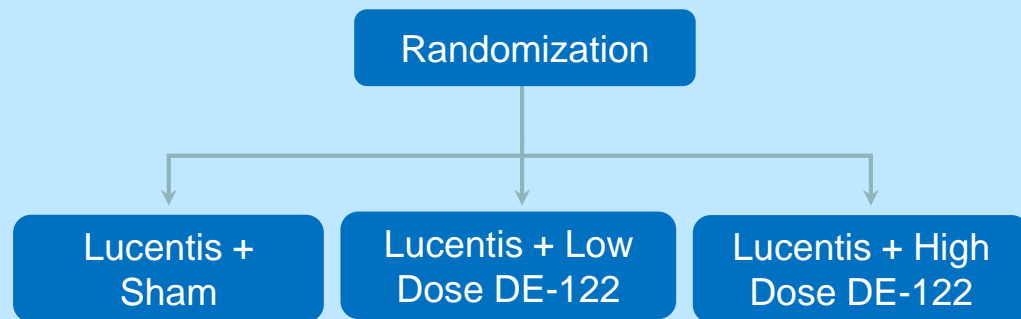 Randomization
Lucentis +
Sham
Lucentis + Low
Dose DE-122
Lucentis + High
Dose DE-122